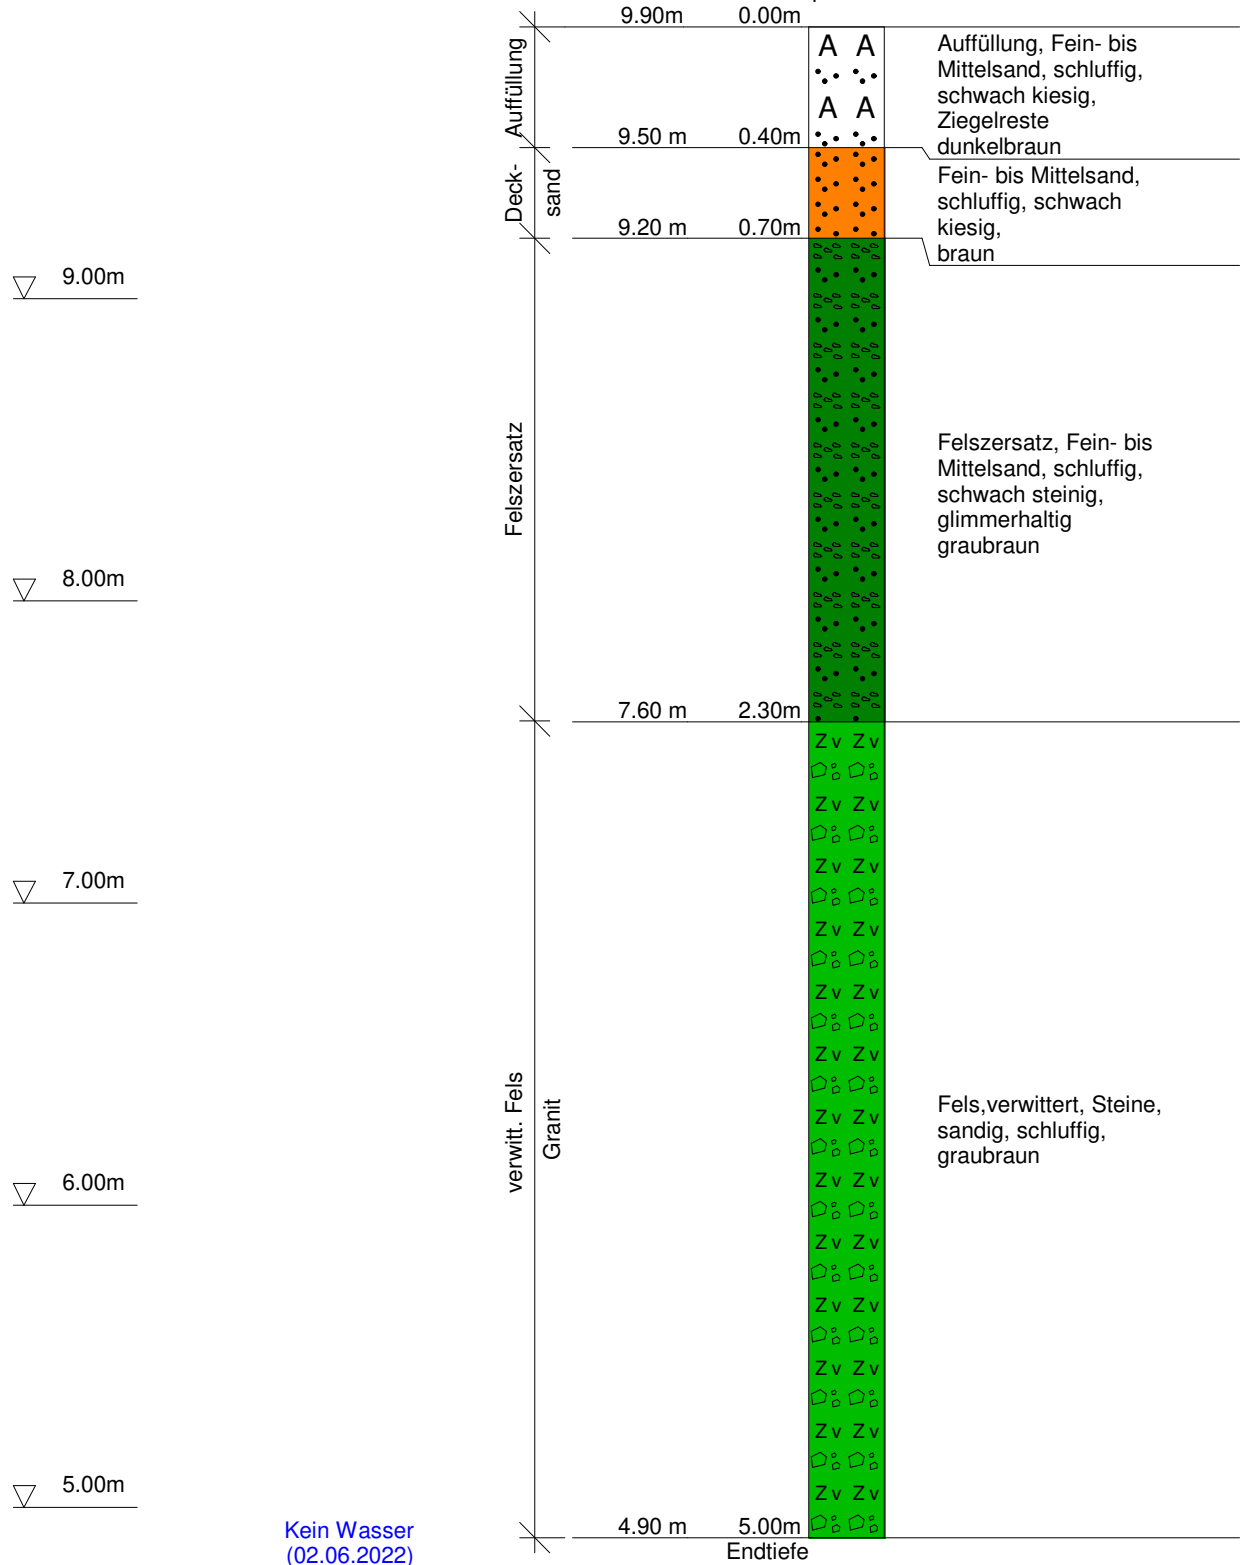 9.90m 0.00m
Auffüllung
A A
A A
Auffüllung, Fein- bis
Mittelsand, schluffig,
schwach kiesig,
Ziegelreste
dunkelbraun
9.50 m 0.40m
Deck-
sand
Fein- bis Mittelsand,
schluffig, schwach
kiesig,
braun
9.20 m 0.70m
9.00m
Felszersatz
Felszersatz, Fein- bis
Mittelsand, schluffig,
schwach steinig,
glimmerhaltig
graubraun
8.00m
7.60 m 2.30m
Z v Z v
Z v Z v
Z v Z v
7.00m
Z v Z v
Z v Z v
Z v Z v
verwitt. Fels
Granit
Z v Z v
Fels,verwittert, Steine,
sandig, schluffig,
graubraun
Z v Z v
6.00m
Z v Z v
Z v Z v
Z v Z v
Z v Z v
Z v Z v
5.00m
Kein Wasser
(02.06.2022)
4.90 m 5.00m
Endtiefe